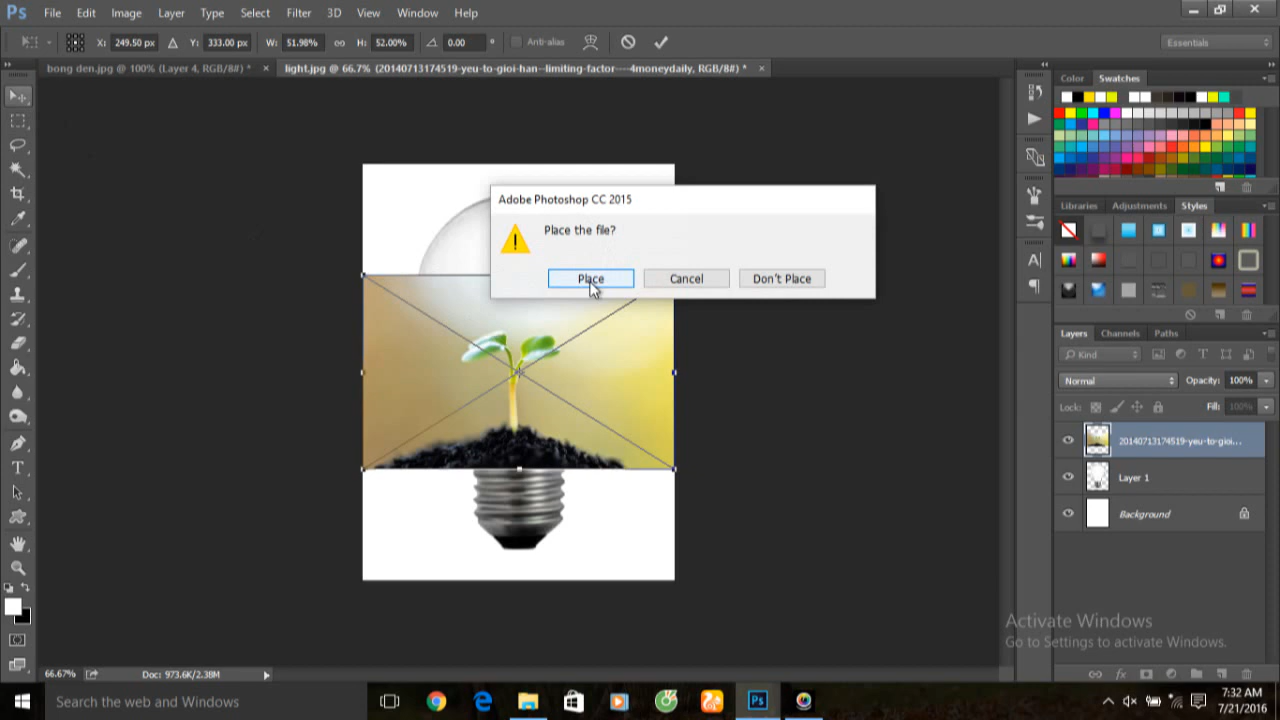 Ps File Edit Image Layer Type Select Filter 3D View Window Help
X: 249.50 px Y: 333.00 px W: 51.98% H: 52.00% 0.00 ° Anti-alias Essentials
bong den.jpg @ 100% (Layer 4, RGB/8#) * × light.jpg @ 66.7% (20140713174519-yeu-to-gioi-han--limiting-factor----4moneydaily, RGB/8#) * ×
Color Swatches
Adobe Photoshop CC 2015
Place the file?
Place Cancel Don't Place
Libraries Adjustments Styles
Layers Channels Paths
Kind
Normal Opacity: 100%
Lock: Fill: 100%
20140713174519-yeu-to-gioi...
Layer 1
Background
Activate Windows
Go to Settings to activate Windows.
66.67% Doc: 973.6K/2.38M
Search the web and Windows
Ps
7:32 AM
7/21/2016